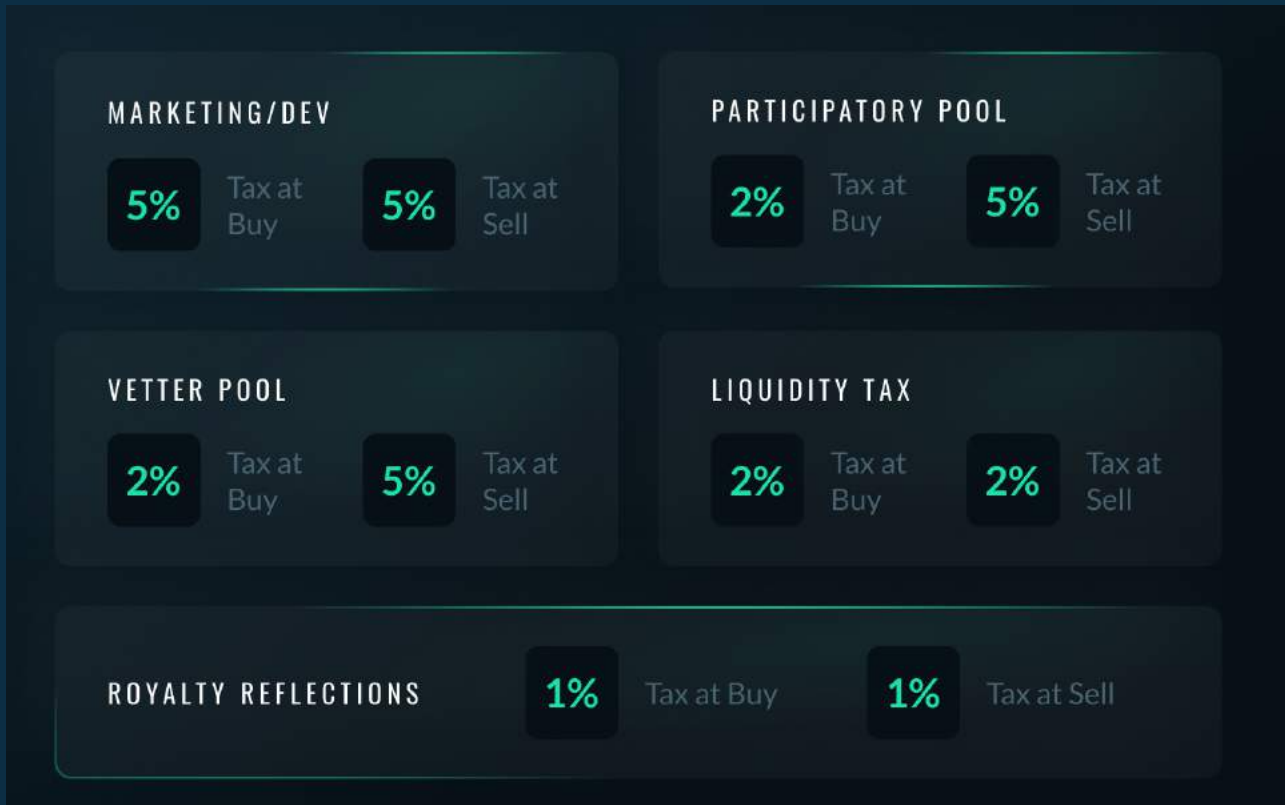 MARKETING/DEV
5% Tax at Buy 5% Tax at Sell
PARTICIPATORY POOL
2% Tax at Buy 5% Tax at Sell
VETTER POOL
2% Tax at Buy 5% Tax at Sell
LIQUIDITY TAX
2% Tax at Buy 2% Tax at Sell
ROYALTY REFLECTIONS 1% Tax at Buy 1% Tax at Sell